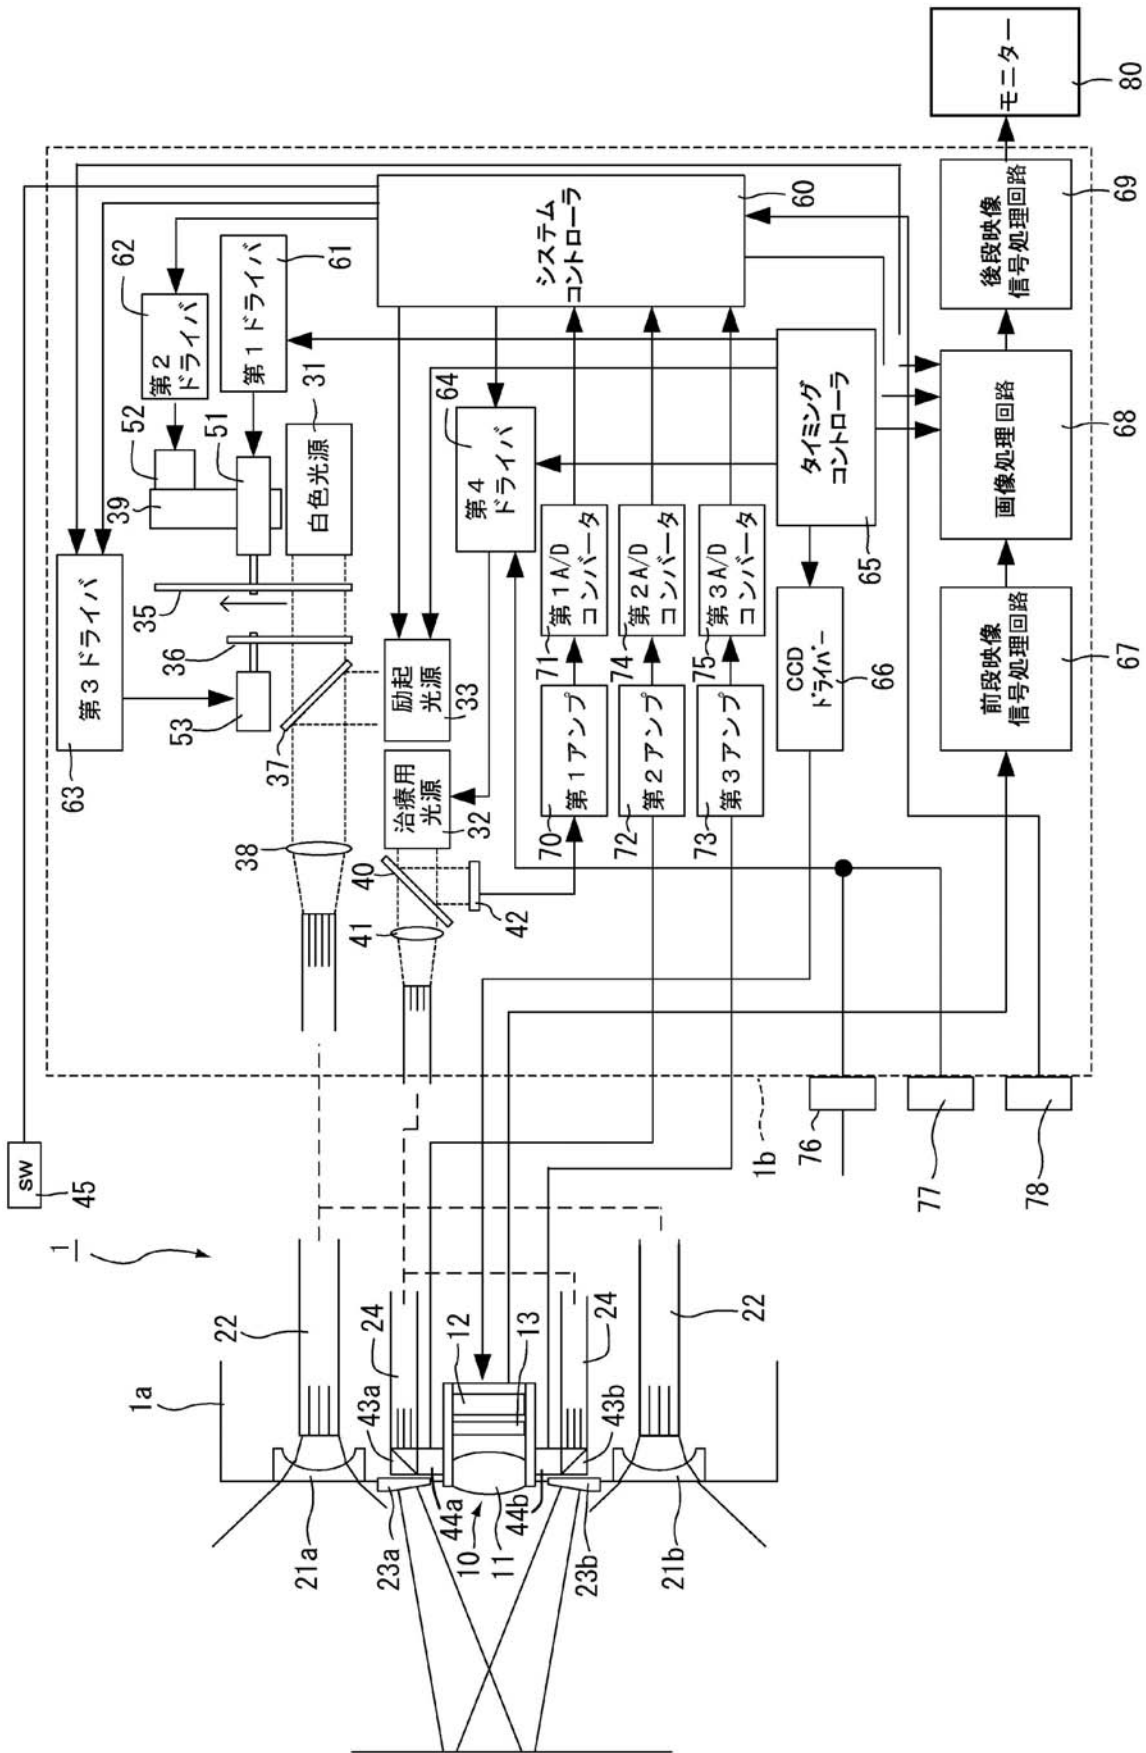 1
1a
22
21a
24
43a
23a
44a
12
13
10
11
44b
43b
23b
24
22
21b
SW
45
1b
76
77
78
63
第３ドライバ
62
第２
ドライバ
61
第１ドライバ
52
39
51
31
白色光源
35
36
53
37
38
励起
光源
33
治療用
光源
32
40
41
42
64
第４
ドライバ
システム
コントローラ
60
タイミング
コントローラ
65
71
第１A/D
コンバータ
74
第２A/D
コンバータ
75
第３A/D
コンバータ
70
第１アンプ
72
第２アンプ
73
第３アンプ
CCD
ドライバー
66
前段映像
信号処理回路
67
画像処理回路
68
後段映像
信号処理回路
69
モニター
80